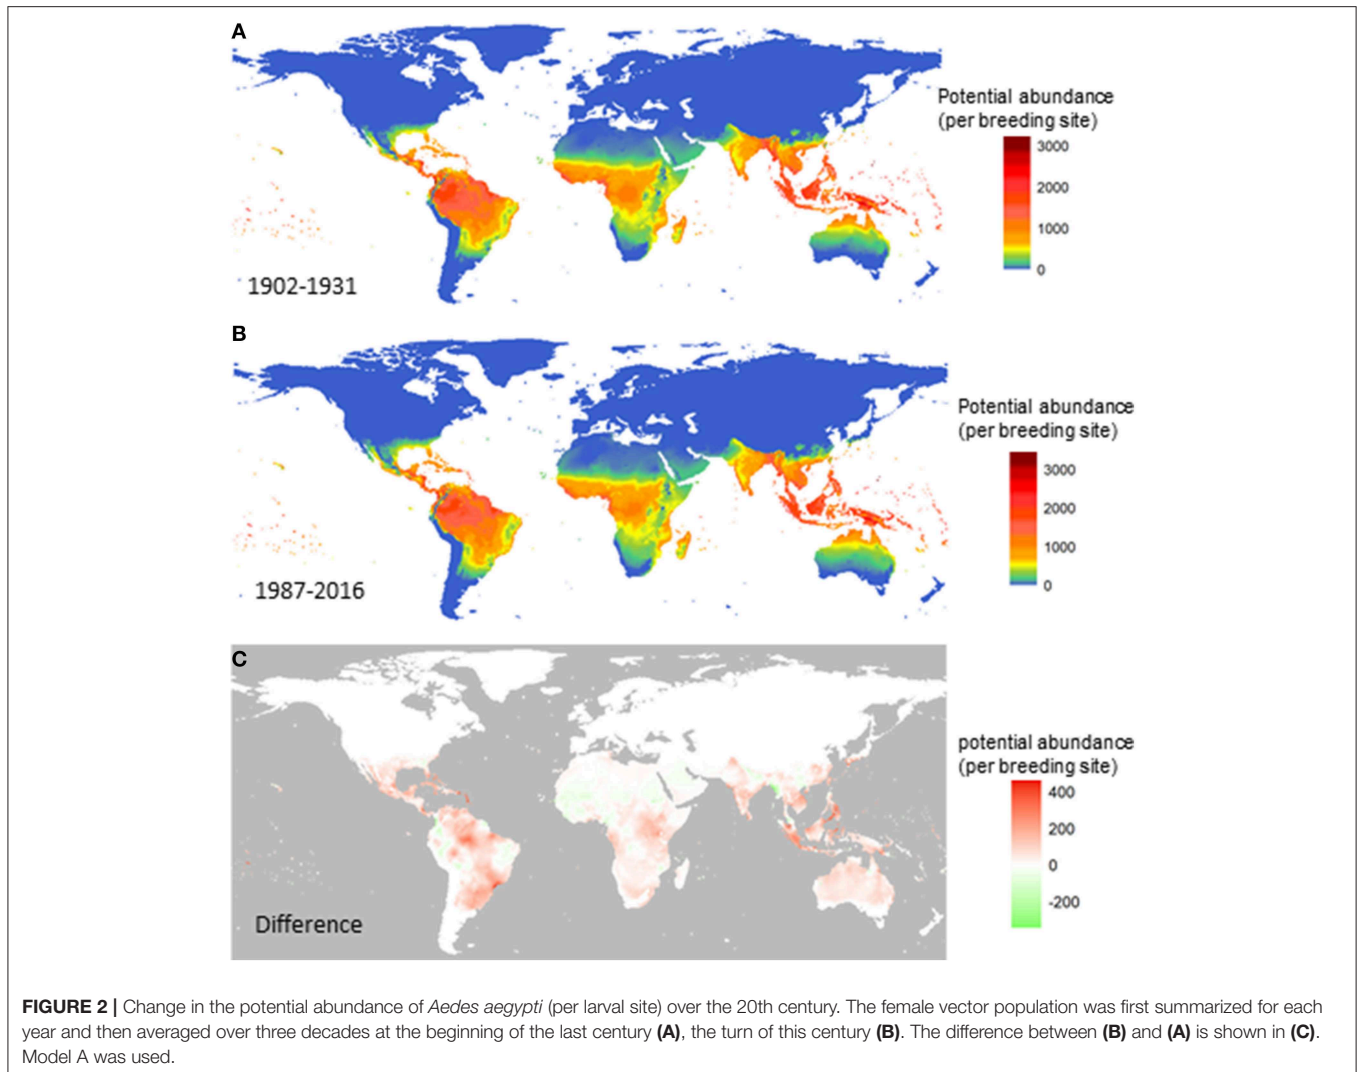 A
Potential abundance
(per breeding site)
3000
2000
1000
0
1902-1931
B
Potential abundance
(per breeding site)
3000
2000
1000
0
1987-2016
C
potential abundance
(per breeding site)
400
200
0
-200
Difference
FIGURE 2 | Change in the potential abundance of Aedes aegypti (per larval site) over the 20th century. The female vector population was first summarized for each
year and then averaged over three decades at the beginning of the last century (A), the turn of this century (B). The difference between (B) and (A) is shown in (C).
Model A was used.